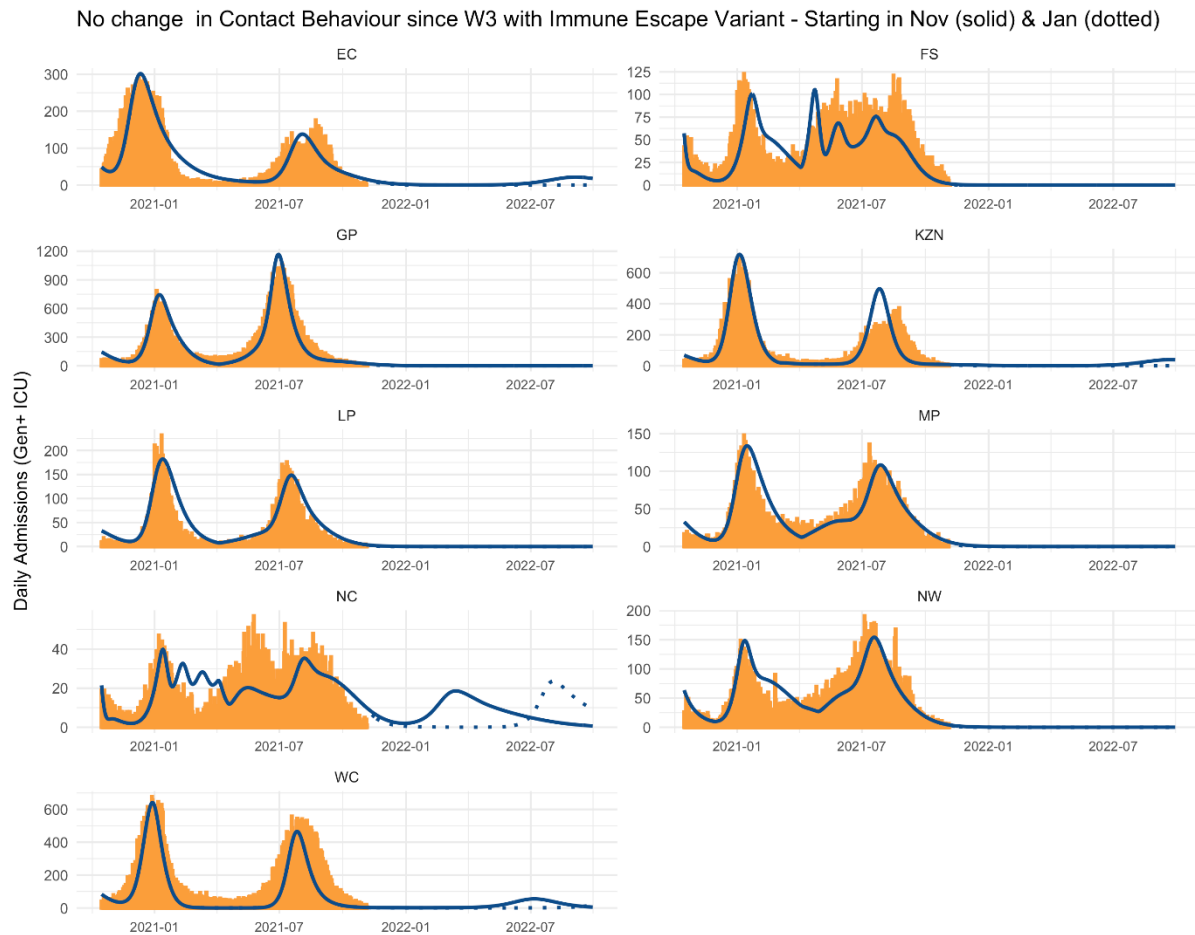 No change  in Contact Behaviour since W3 with Immune Escape Variant - Starting in Nov (solid) & Jan (dotted)
Daily Admissions (Gen+ ICU)
EC
300
200
100
0
2021-01 2021-07 2022-01 2022-07
FS
125
100
75
50
25
0
2021-01 2021-07 2022-01 2022-07
GP
1200
900
600
300
0
2021-01 2021-07 2022-01 2022-07
KZN
600
400
200
0
2021-01 2021-07 2022-01 2022-07
LP
200
150
100
50
0
2021-01 2021-07 2022-01 2022-07
MP
150
100
50
0
2021-01 2021-07 2022-01 2022-07
NC
40
20
0
2021-01 2021-07 2022-01 2022-07
NW
200
150
100
50
0
2021-01 2021-07 2022-01 2022-07
WC
600
400
200
0
2021-01 2021-07 2022-01 2022-07